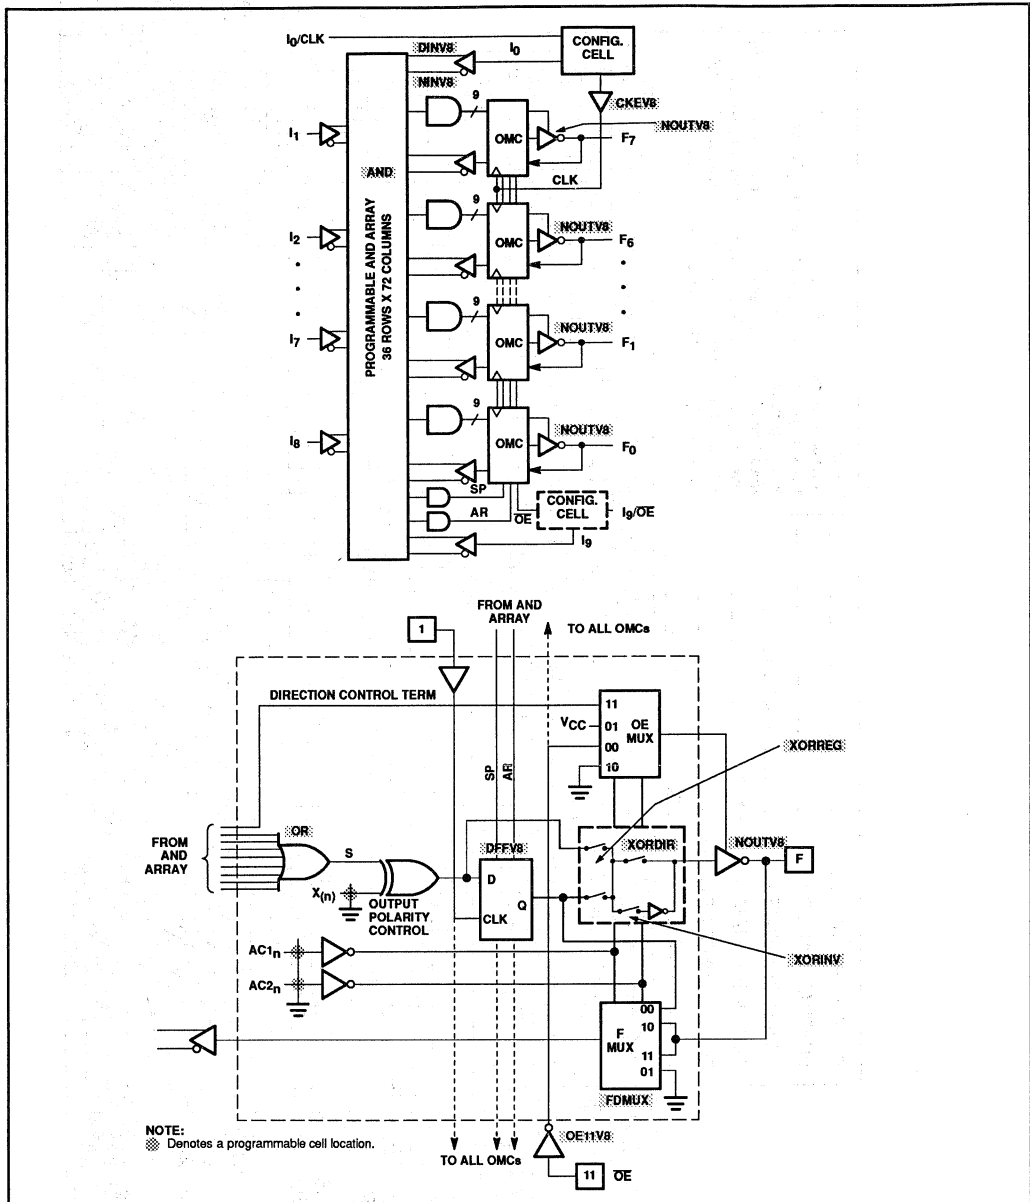 I0/CLK
DINV8
I0
CONFIG.
CELL
NINV8
CKEV8
9
OMC
NOUTV8
F7
I1
AND
CLK
PROGRAMMABLE AND ARRAY
36 ROWS X 72 COLUMNS
9
OMC
NOUTV8
F6
I2
9
OMC
NOUTV8
F1
I7
9
OMC
NOUTV8
F0
I8
SP
AR
OE
CONFIG.
CELL
I9/OE
I9
FROM AND
ARRAY
TO ALL OMCs
1
DIRECTION CONTROL TERM
11
VCC
01
OE
MUX
00
10
XORREG
SP
AR
FROM
AND
ARRAY
OR
S
X(n)
OUTPUT
POLARITY
CONTROL
DFFV8
D
Q
CLK
XORDIR
NOUTV8
F
XORINV
AC1n
AC2n
00
10
F
MUX
11
01
FDMUX
NOTE:
Denotes a programmable cell location.
TO ALL OMCs
OE11V8
11
OE